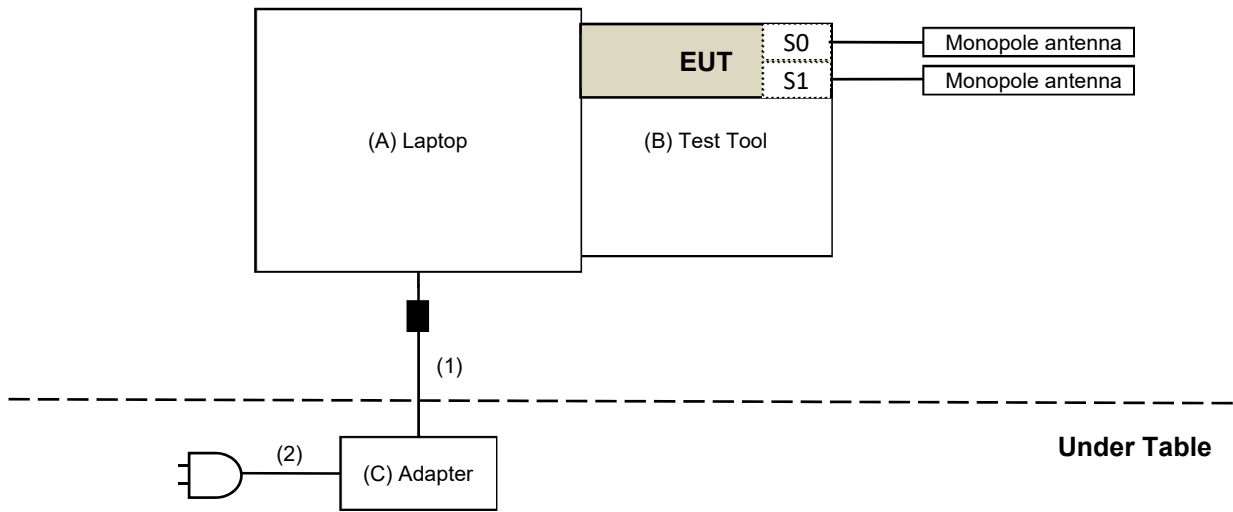 S0
Monopole antenna
EUT
S1
Monopole antenna
(A) Laptop
(B) Test Tool
(1)
Under Table
(2)
(C) Adapter